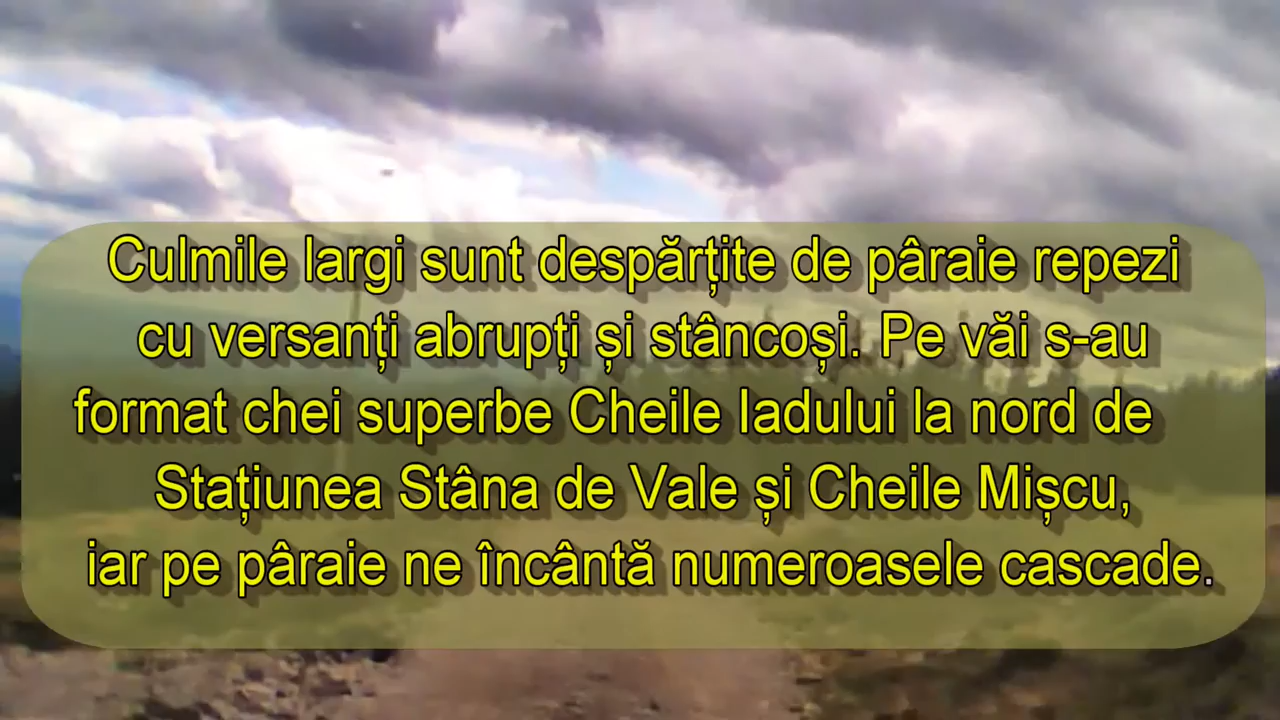 Culmile largi sunt despărțite de pâraie repezi
cu versanți abrupți și stâncoși. Pe văi s-au
format chei superbe Cheile Iadului la nord de
Stațiunea Stâna de Vale și Cheile Mișcu,
iar pe pâraie ne încântă numeroasele cascade.